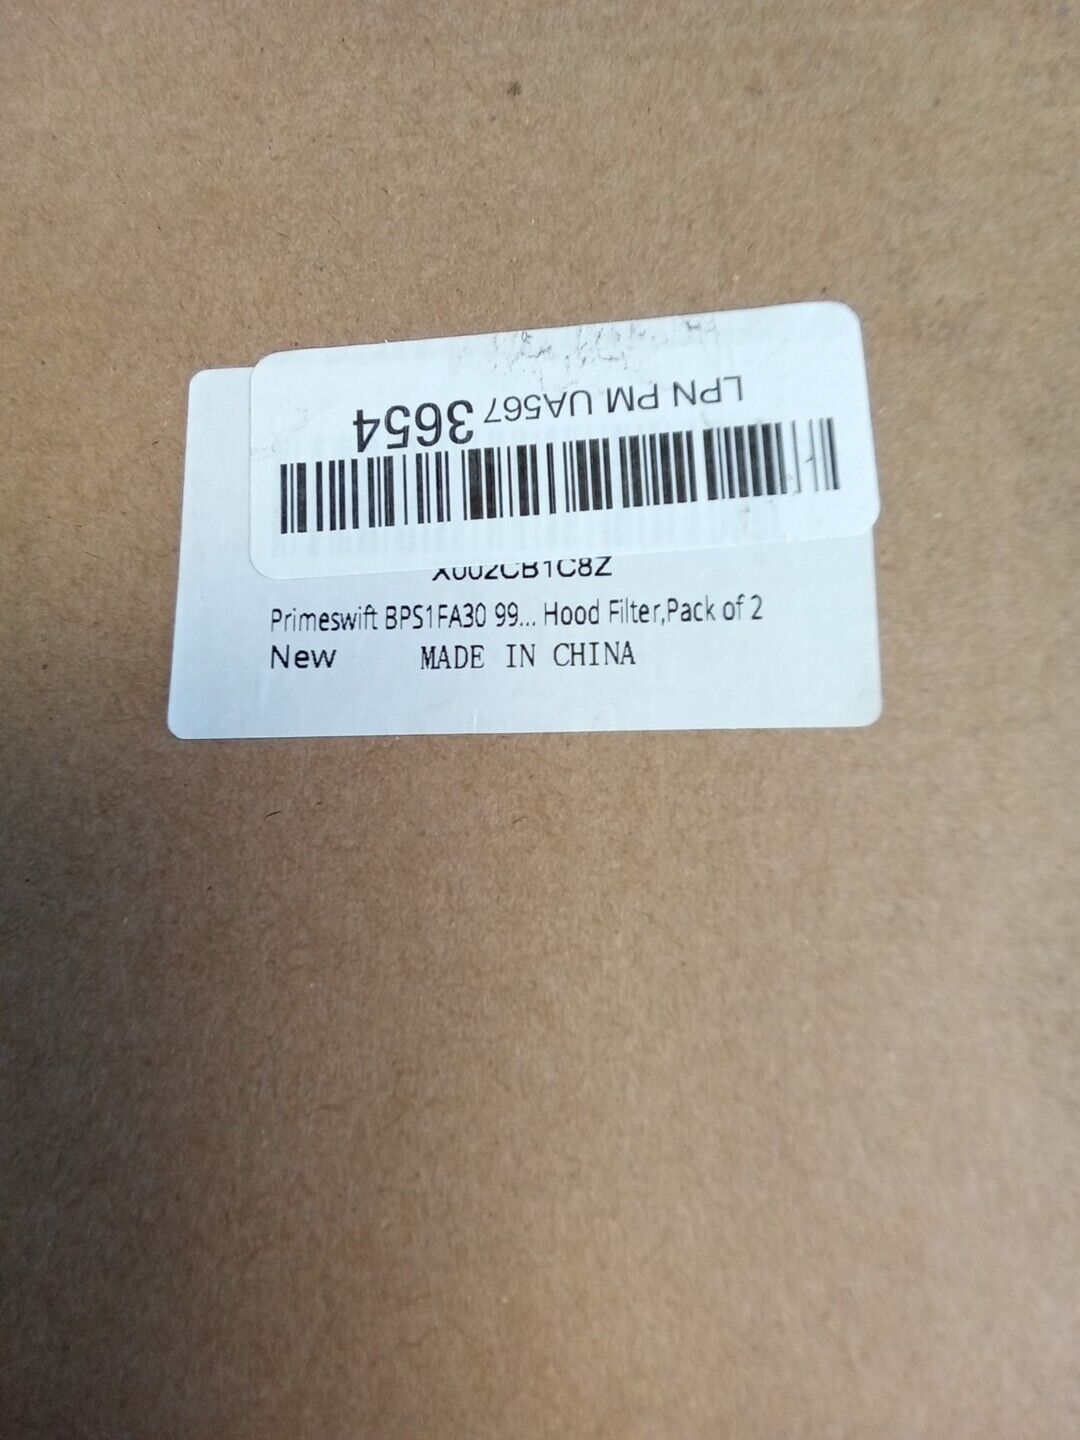 LPN PM UA567 3654
X002CB1C8Z
Primeswift BPS1FA30 99... Hood Filter,Pack of 2
New MADE IN CHINA